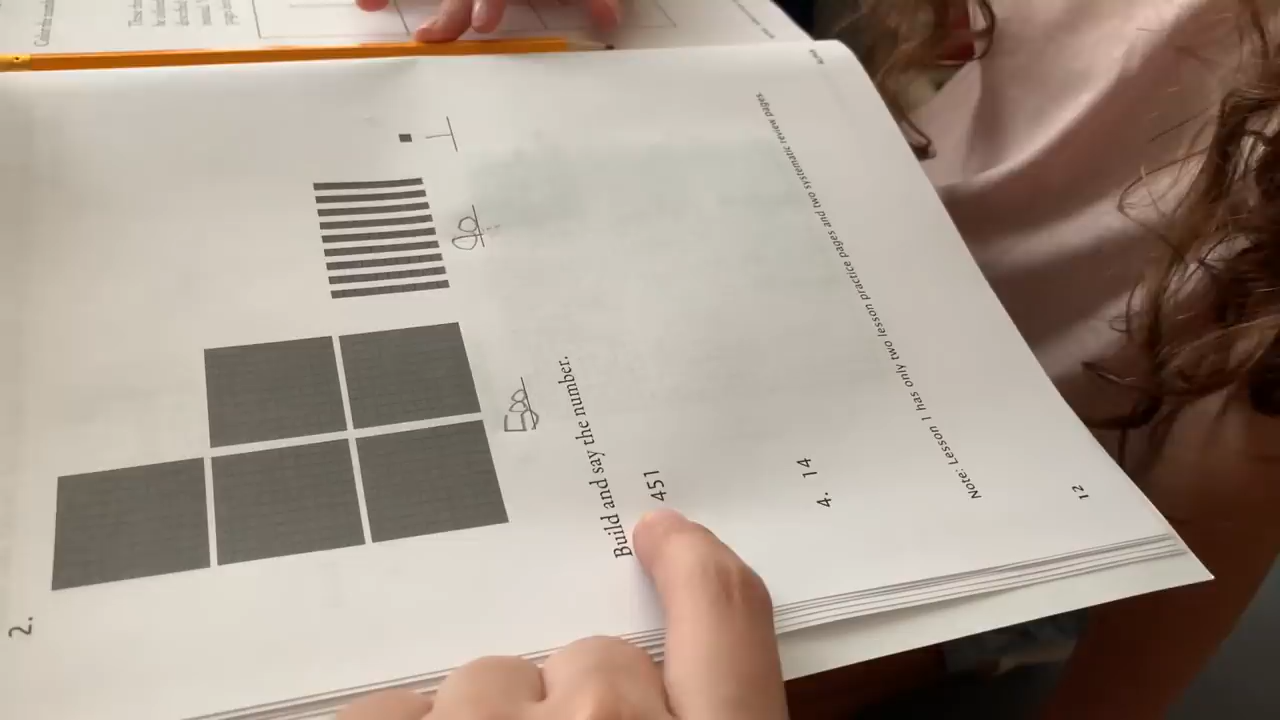 2.
500 90 1
Build and say the number.
451
4. 14
Note: Lesson 1 has only two lesson practice pages and two systematic review pages.
12